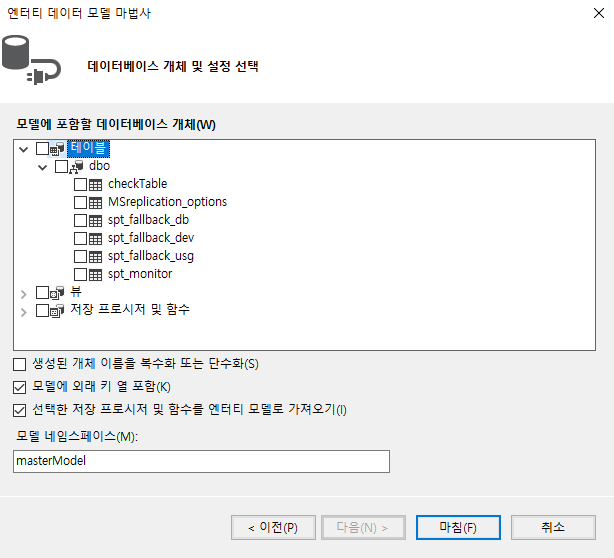 엔터티 데이터 모델 마법사
데이터베이스 개체 및 설정 선택
모델에 포함할 데이터베이스 개체(W)
테이블
dbo
checkTable
MSreplication_options
spt_fallback_db
spt_fallback_dev
spt_fallback_usg
spt_monitor
뷰
저장 프로시저 및 함수
생성된 개체 이름을 복수화 또는 단수화(S)
모델에 외래 키 열 포함(K)
선택한 저장 프로시저 및 함수를 엔터티 모델로 가져오기(I)
모델 네임스페이스(M):
masterModel
< 이전(P) 다음(N) > 마침(F) 취소